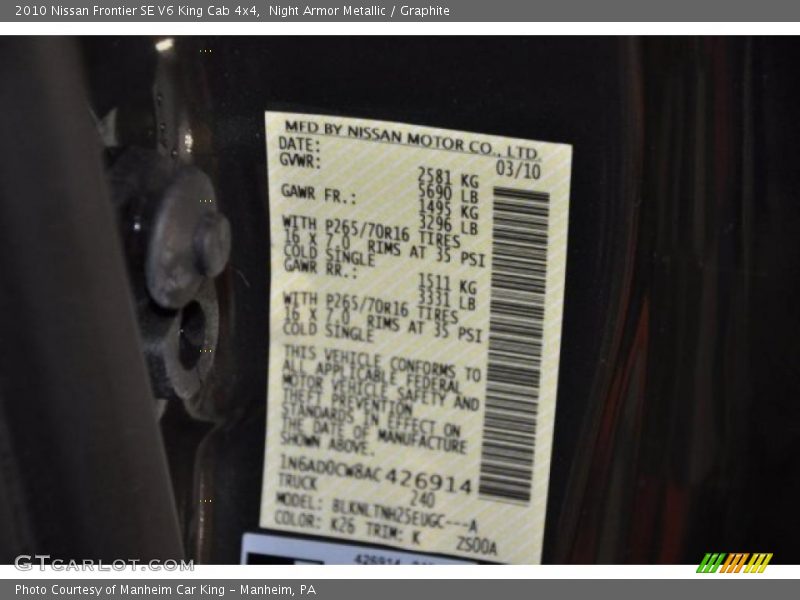 2010 Nissan Frontier SE V6 King Cab 4x4,  Night Armor Metallic / Graphite
MFD BY NISSAN MOTOR CO., LTD.
DATE: 03/10
GVWR: 2581 KG
5690 LB
GAWR FR.: 1495 KG
3296 LB
WITH P265/70R16 TIRES
16 X 7.0  RIMS AT 35 PSI
COLD SINGLE
GAWR RR.: 1511 KG
3331 LB
WITH P265/70R16 TIRES
16 X 7.0  RIMS AT 35 PSI
COLD SINGLE
THIS VEHICLE CONFORMS TO
ALL APPLICABLE FEDERAL
MOTOR VEHICLE SAFETY AND
THEFT PREVENTION
STANDARDS IN EFFECT ON
THE DATE OF MANUFACTURE
SHOWN ABOVE.
1N6AD0CW8AC426914
TRUCK 240
MODEL: BLKNLTNH25EUGC---A
COLOR: K26 TRIM: K ZS00A
426914
GTCarLot.com
Photo Courtesy of Manheim Car King - Manheim, PA